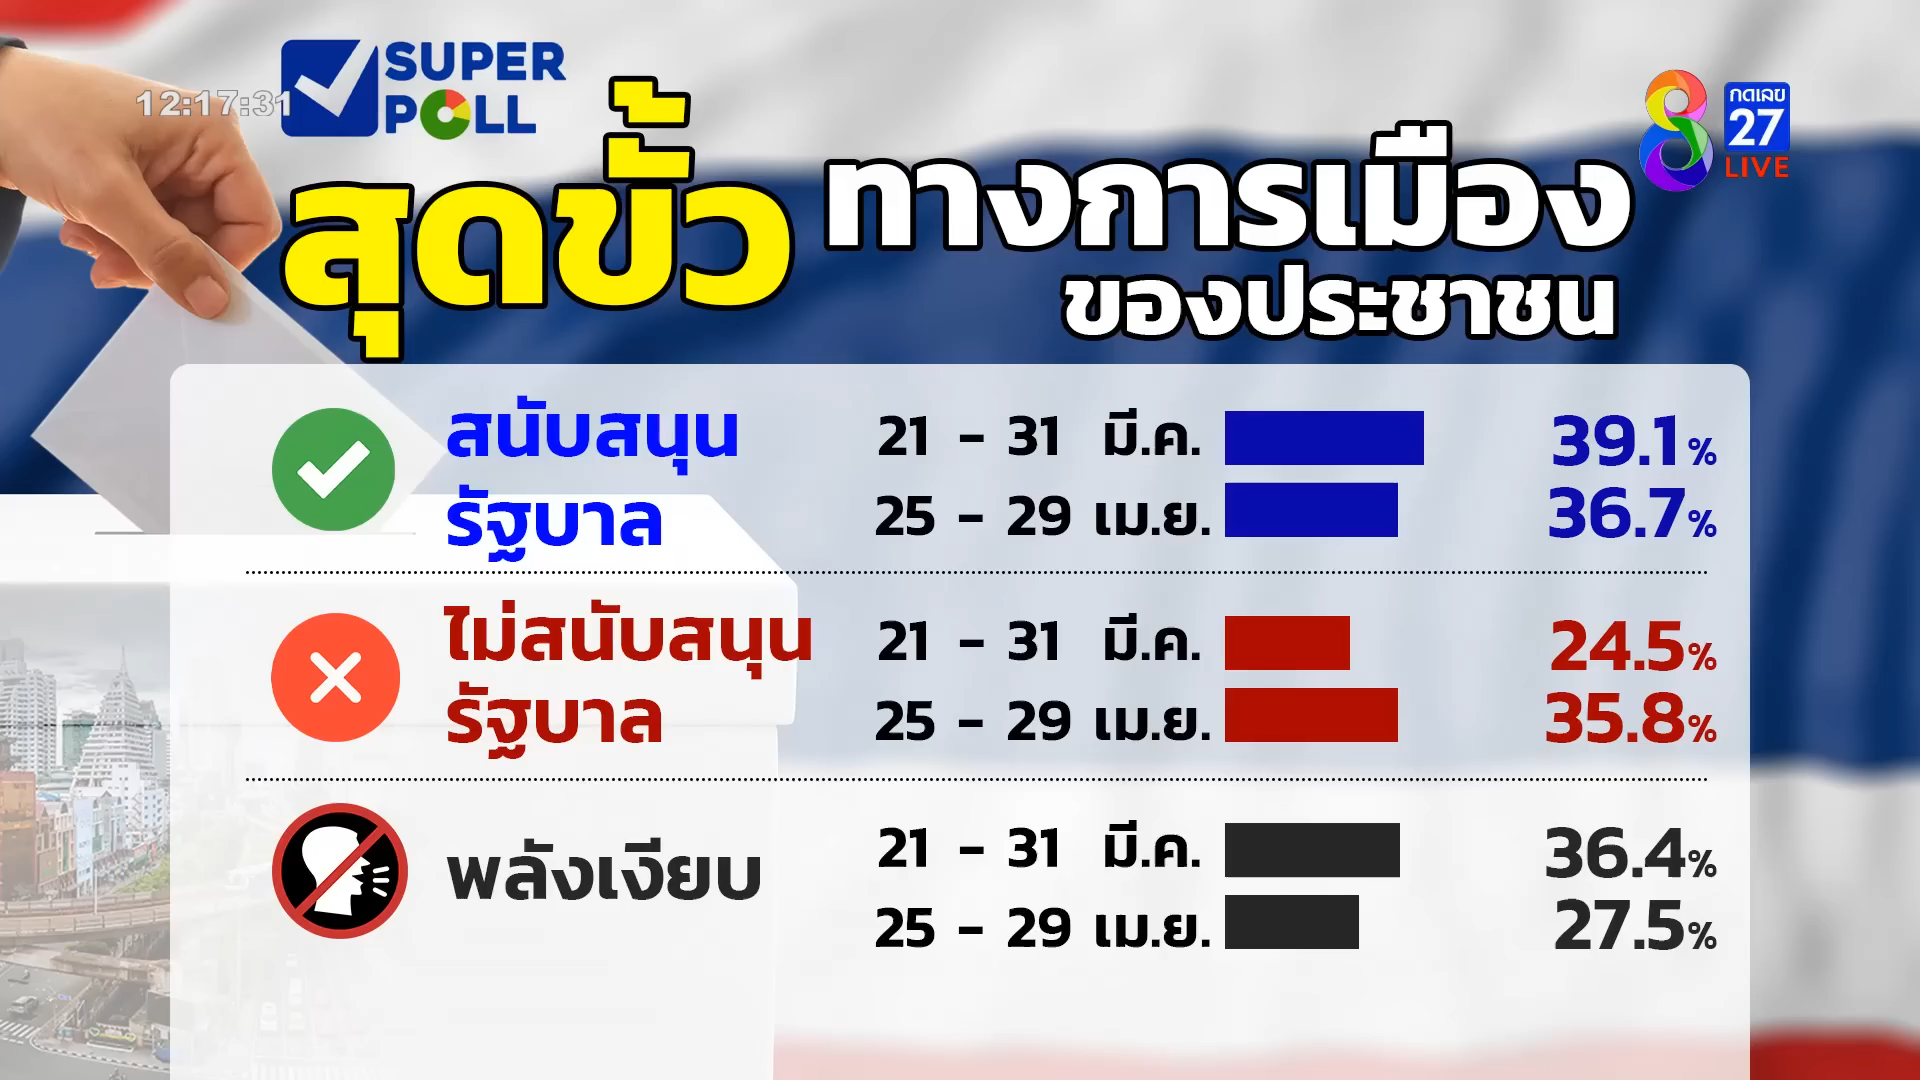 SUPER
POLL
12:17:31
กดเลข
27
LIVE
สุดขั้ว ทางการเมือง
ของประชาชน
สนับสนุน
รัฐบาล
21 - 31 มี.ค. 39.1%
25 - 29 เม.ย. 36.7%
ไม่สนับสนุน
รัฐบาล
21 - 31 มี.ค. 24.5%
25 - 29 เม.ย. 35.8%
พลังเงียบ
21 - 31 มี.ค. 36.4%
25 - 29 เม.ย. 27.5%